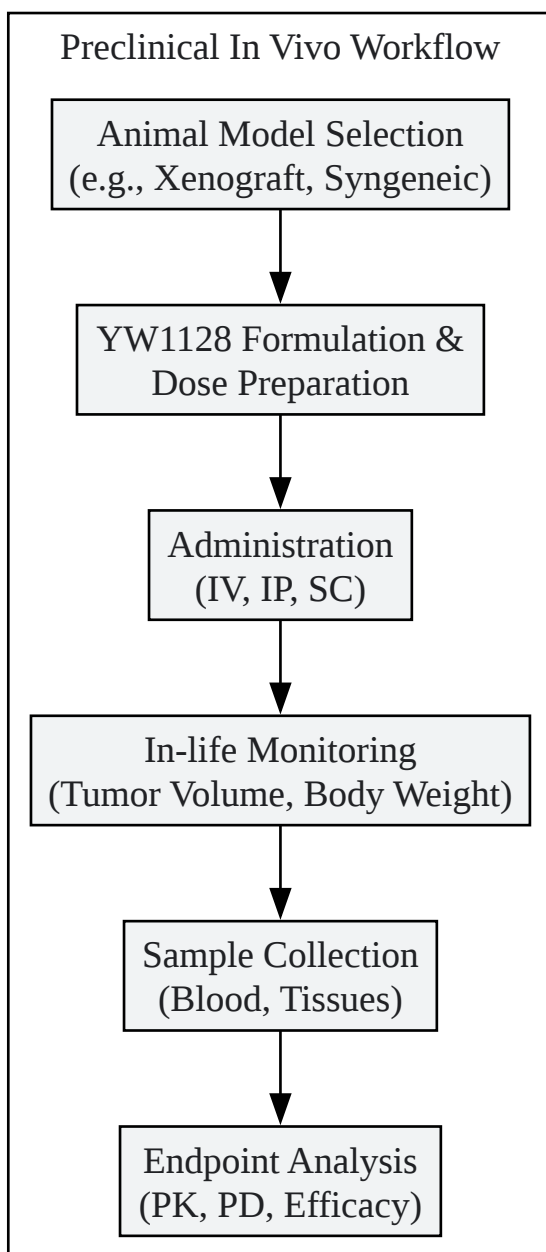 Preclinical In Vivo Workflow
Animal Model Selection
(e.g., Xenograft, Syngeneic)
YW1128 Formulation &
Dose Preparation
Administration
(IV, IP, SC)
In-life Monitoring
(Tumor Volume, Body Weight)
Sample Collection
(Blood, Tissues)
Endpoint Analysis
(PK, PD, Efficacy)